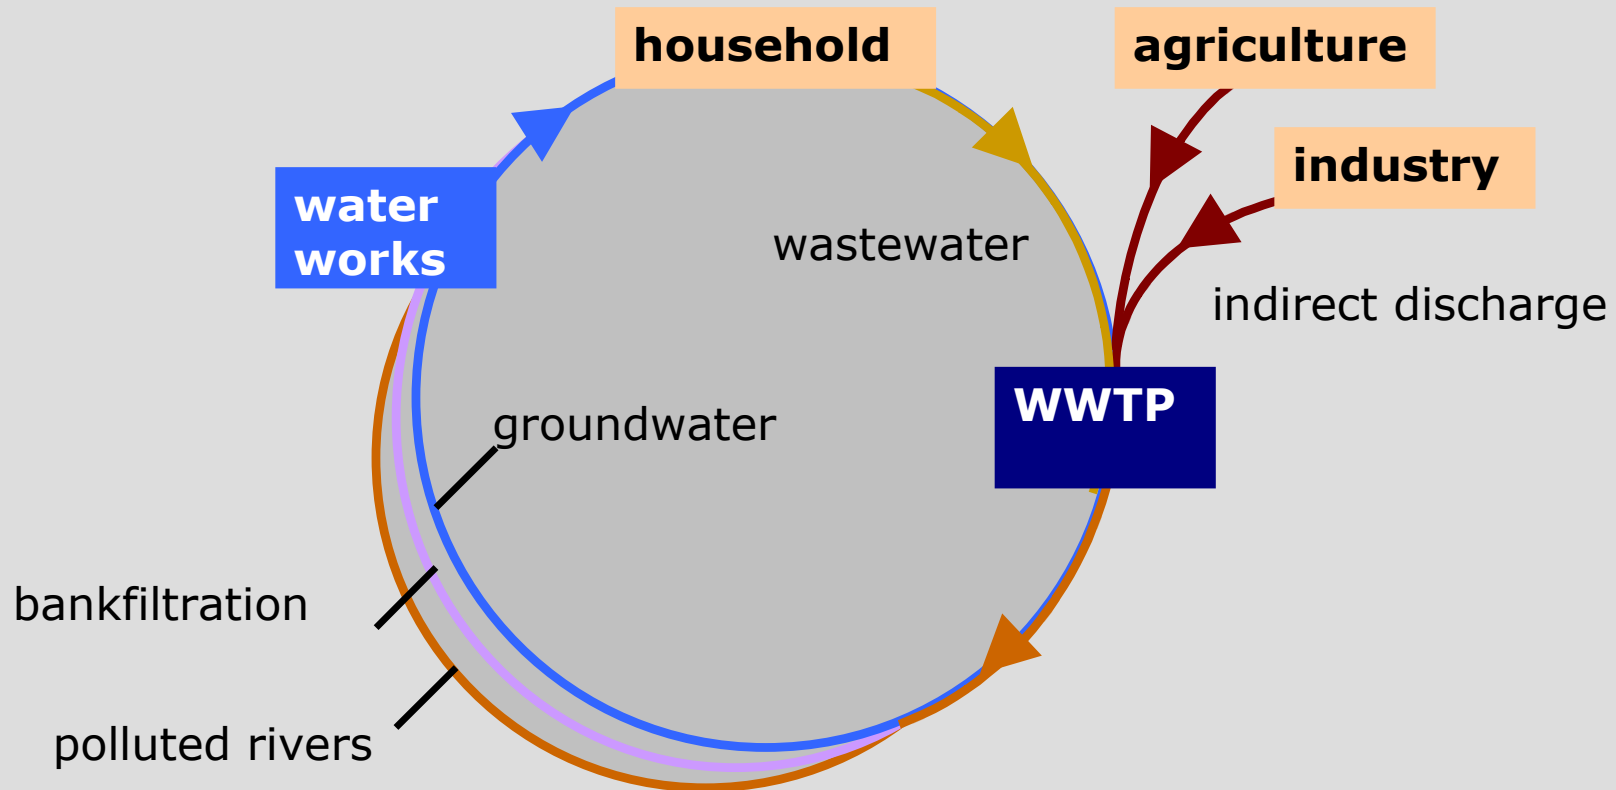 household
agriculture
industry
water
works
wastewater
indirect discharge
WWTP
groundwater
bankfiltration
polluted rivers